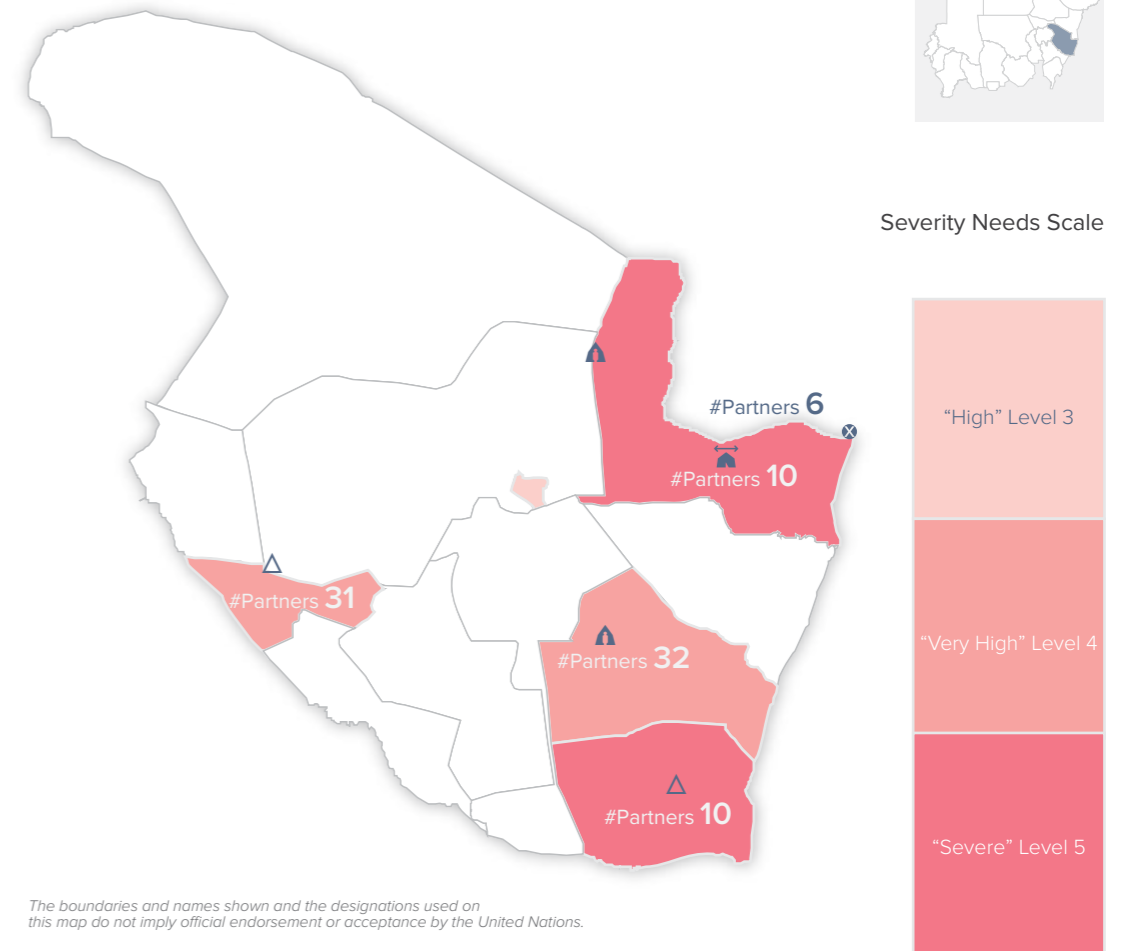 Severity Needs Scale
“High” Level 3
#Partners 6
#Partners 10
#Partners 31
“Very High” Level 4
#Partners 32
#Partners 10
“Severe” Level 5
The boundaries and names shown and the designations used on
this map do not imply official endorsement or acceptance by the United Nations.